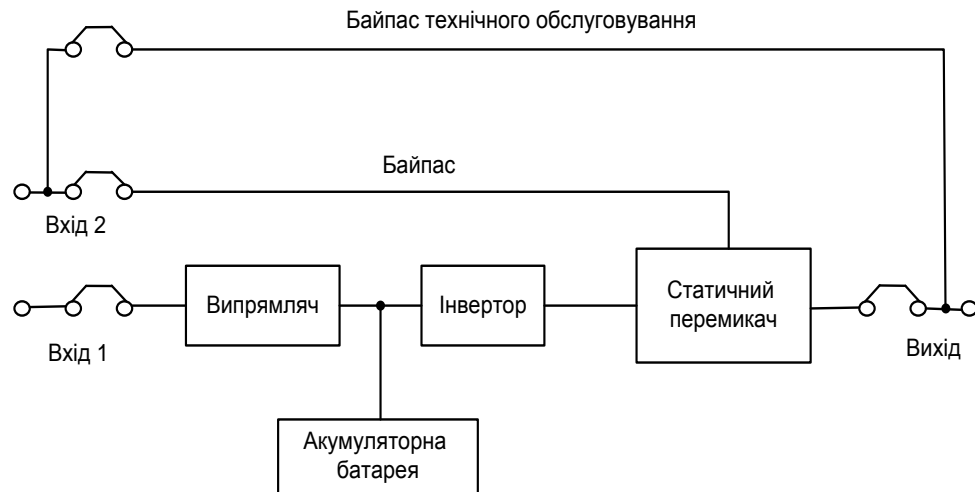 Байпас технічного обслуговування
Байпас
Вхід 2
Випрямляч
Інвертор
Статичний
перемикач
Вхід 1
Вихід
Акумуляторна
батарея